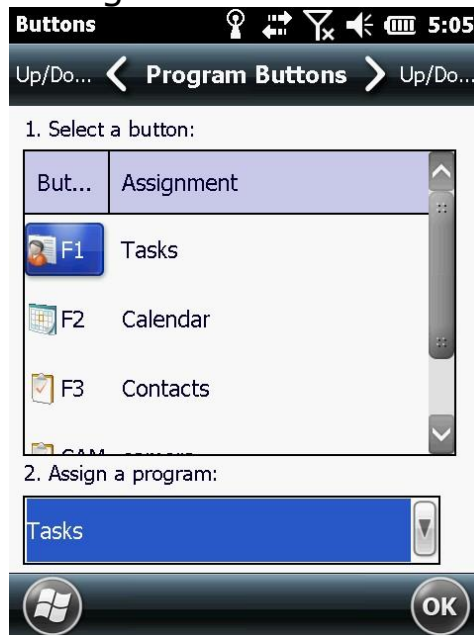 Buttons 5:05
Up/Do... Program Buttons Up/Do...
1. Select a button:
But... Assignment
F1 Tasks
F2 Calendar
F3 Contacts
2. Assign a program:
Tasks
OK